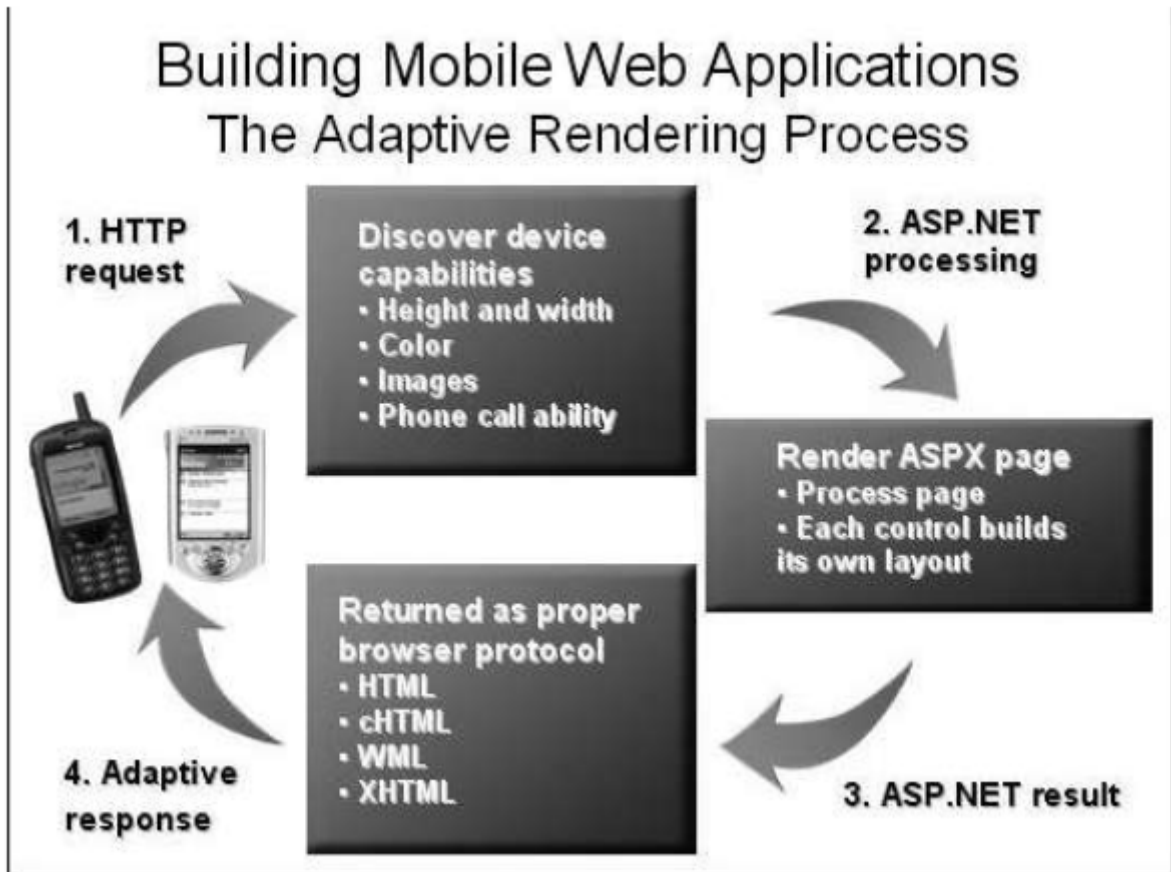 Building Mobile Web Applications
The Adaptive Rendering Process
1. HTTP
request
Discover device
capabilities
• Height and width
• Color
• Images
• Phone call ability
2. ASP.NET
processing
Render ASPX page
• Process page
• Each control builds
its own layout
3. ASP.NET result
Returned as proper
browser protocol
• HTML
• cHTML
• WML
• XHTML
4. Adaptive
response